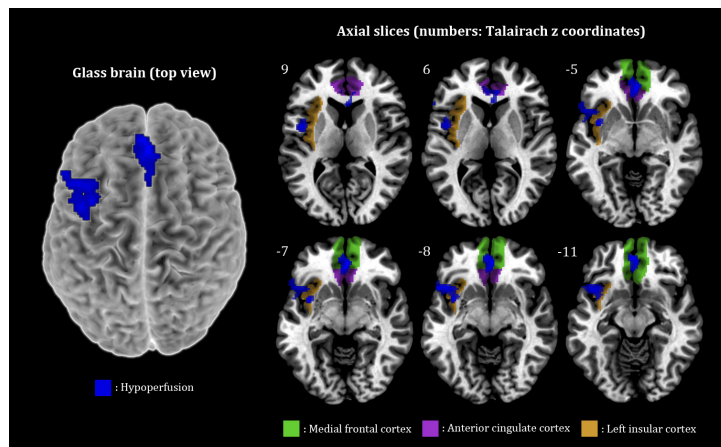 Axial slices (numbers: Talairach z coordinates)
Glass brain (top view)
9
6
-5
-7
-8
-11
: Hypoperfusion
: Medial frontal cortex
: Anterior cingulate cortex
: Left insular cortex